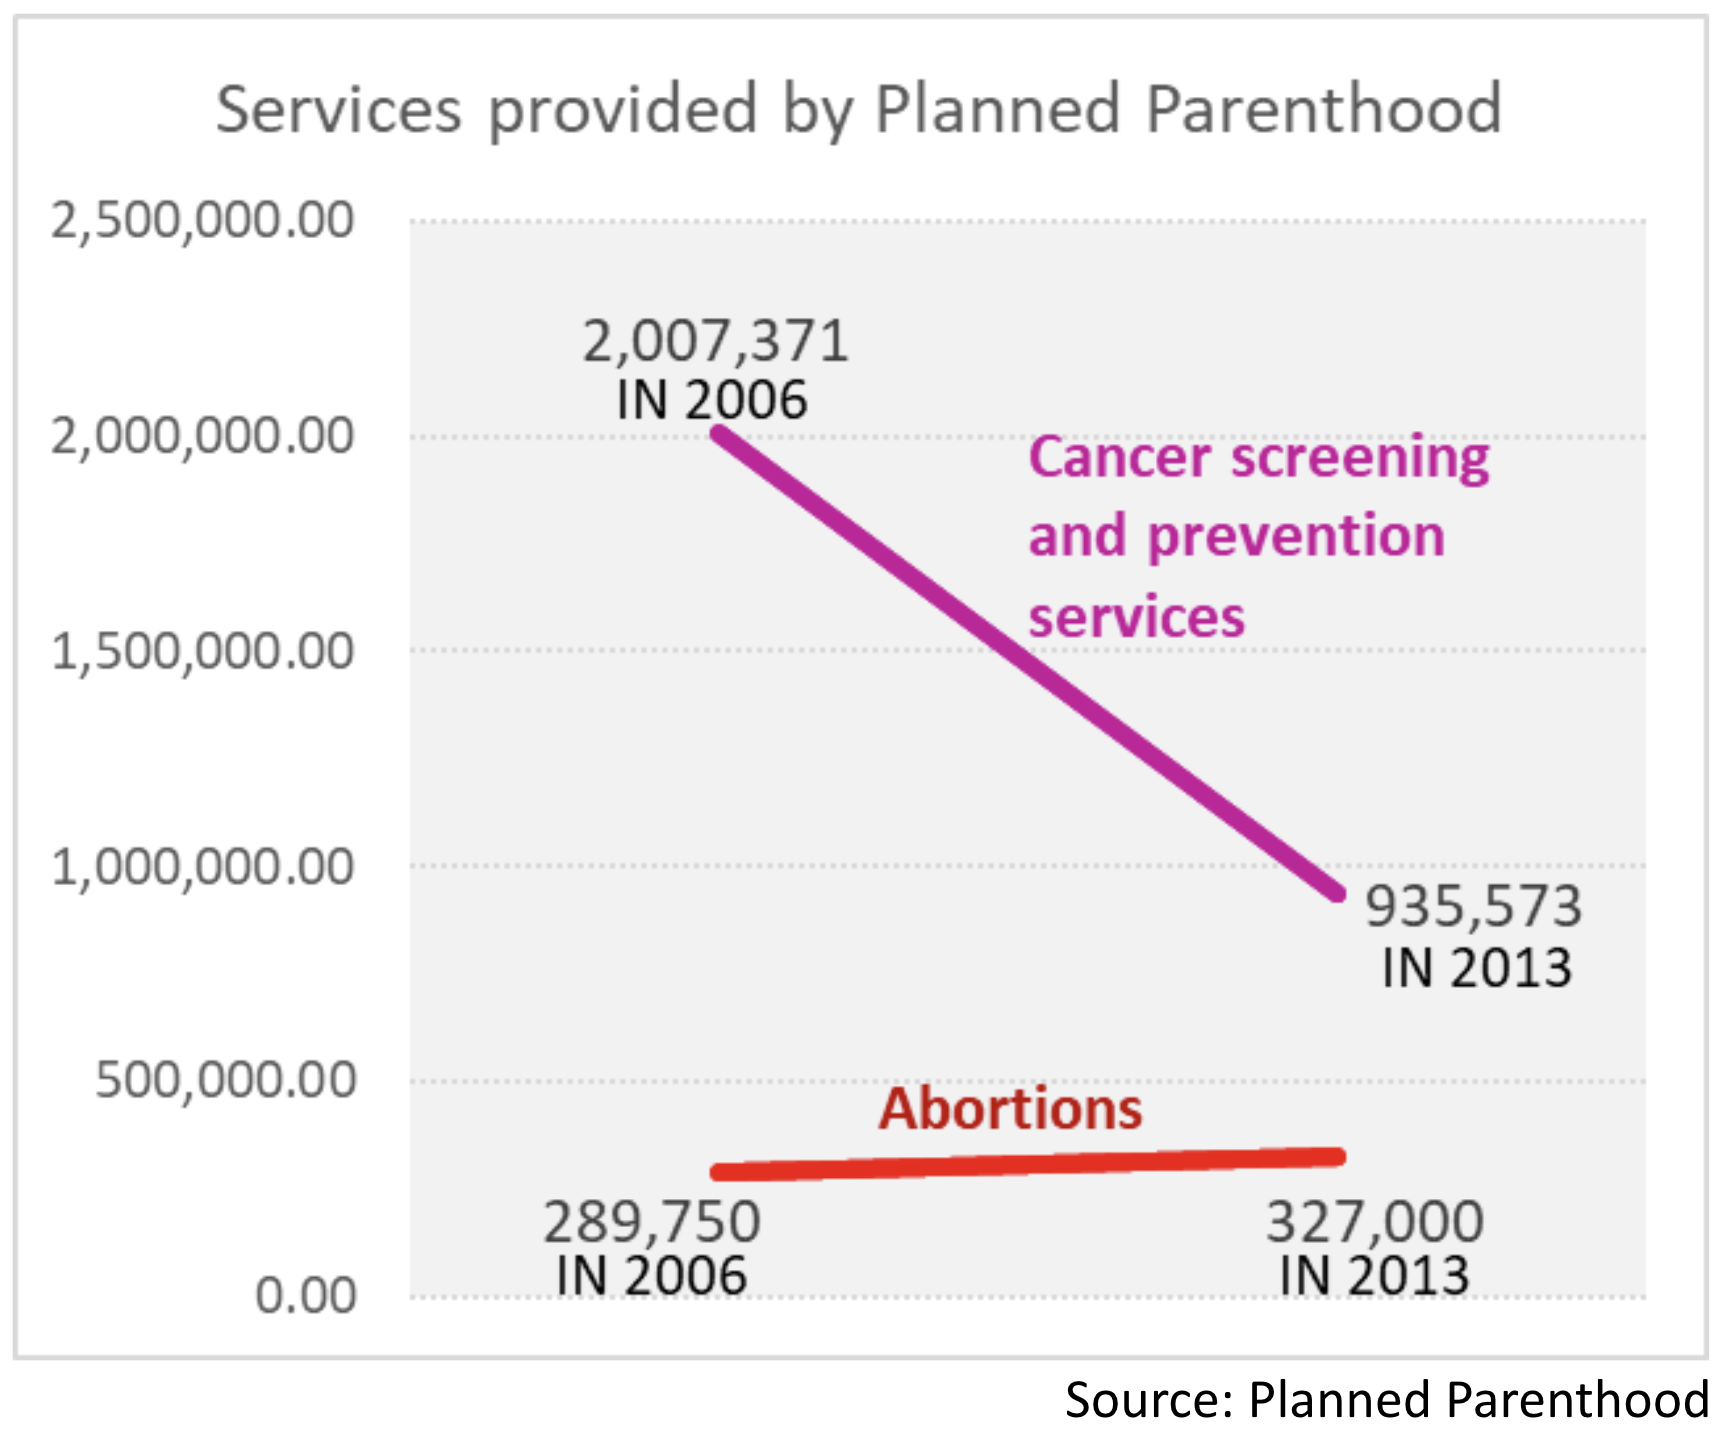 Services provided by Planned Parenthood
2,500,000.00
2,007,371
IN 2006
2,000,000.00
Cancer screening
and prevention
services
1,500,000.00
1,000,000.00
935,573
IN 2013
500,000.00
Abortions
289,750
IN 2006
327,000
IN 2013
0.00
Source: Planned Parenthood